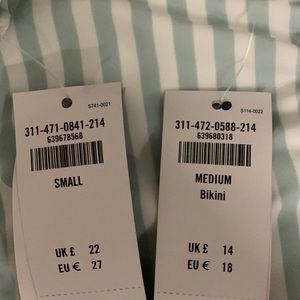 S741-0021
311-471-0841-214
639678568
SMALL
UK £ 22
EU € 27
S114-0022
311-472-0588-214
639680318
MEDIUM
Bikini
UK £ 14
EU € 18